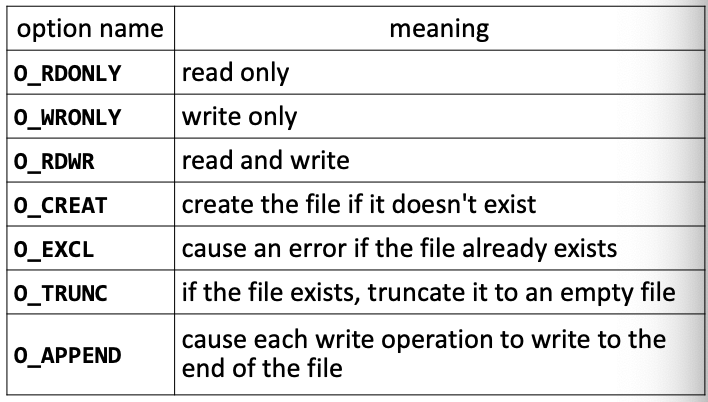 option name meaning
O_RDONLY read only
O_WRONLY write only
O_RDWR read and write
O_CREAT create the file if it doesn't exist
O_EXCL cause an error if the file already exists
O_TRUNC if the file exists, truncate it to an empty file
O_APPEND cause each write operation to write to the
end of the file